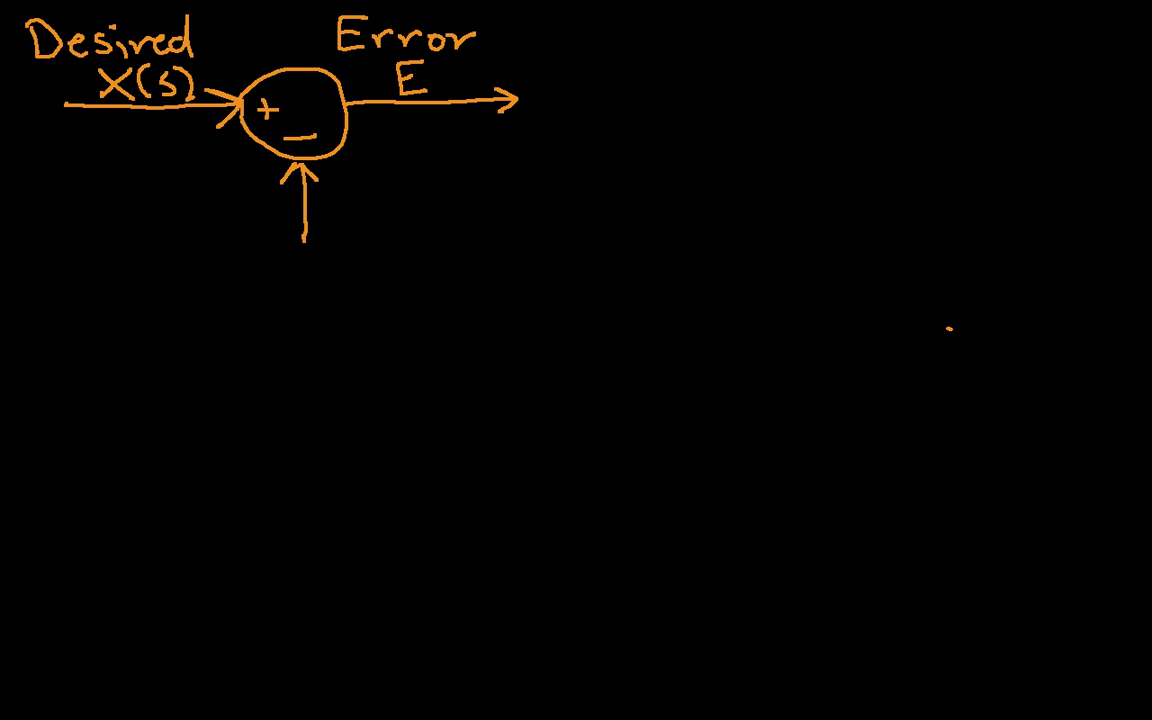 Desired
X(s)
Error
E
+
−